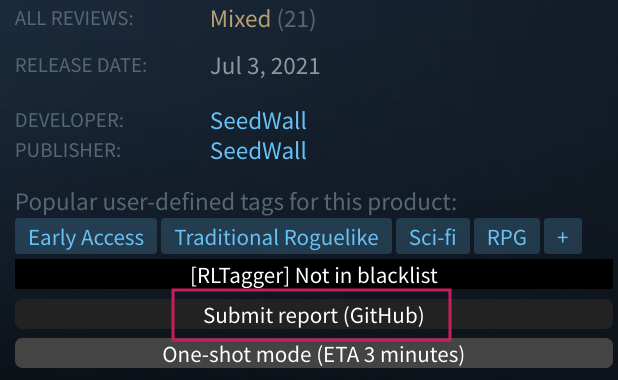 ALL REVIEWS: Mixed (21)
RELEASE DATE: Jul 3, 2021
DEVELOPER: SeedWall
PUBLISHER: SeedWall
Popular user-defined tags for this product:
Early Access Traditional Roguelike Sci-fi RPG +
[RLTagger] Not in blacklist
Submit report (GitHub)
One-shot mode (ETA 3 minutes)